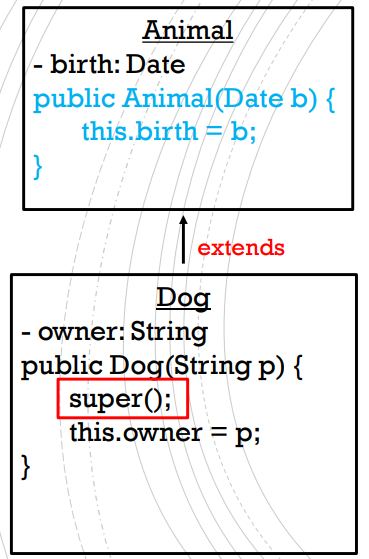 Animal
- birth: Date
public Animal(Date b) {
this.birth = b;
}
extends
Dog
- owner: String
public Dog(String p) {
super();
this.owner = p;
}